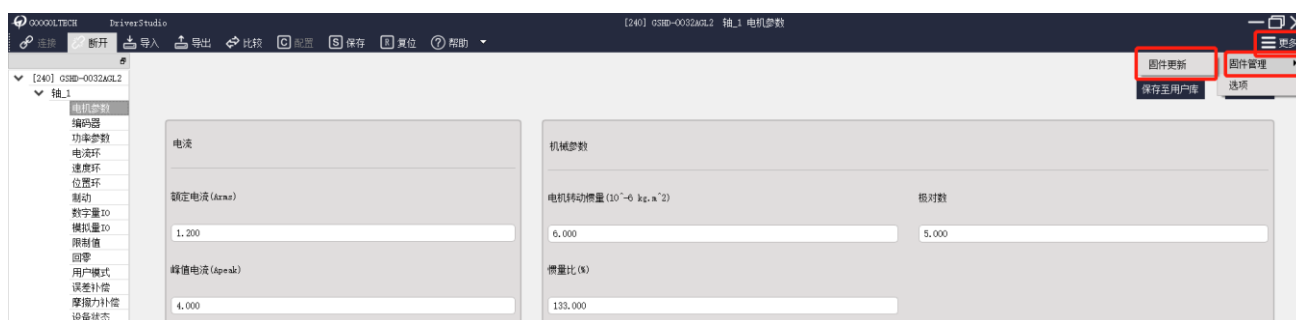 GOOGOLTECH DriverStudio [240] GSHD-0032AGL2 轴_1 电机参数
连接 断开 导入 导出 比较 C 配置 S 保存 R 复位 ? 帮助 更多
固件更新 固件管理
保存至用户库 选项
[240] GSHD-0032AGL2
轴_1
电机参数
编码器
功率参数
电流环
速度环
位置环
制动
数字量IO
模拟量IO
限制值
回零
用户模式
误差补偿
摩擦力补偿
设备状态
电流
额定电流(Arms)
1.200
峰值电流(Apeak)
4.000
机械参数
电机转动惯量(10^-6 kg.m^2) 极对数
6.000 5.000
惯量比(%)
133.000